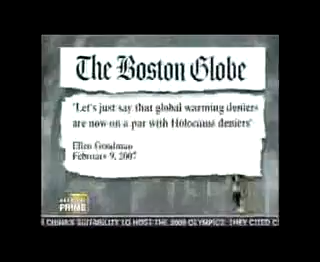 The Boston Globe
'Let's just say that global warming deniers
are now on a par with Holocaust deniers'
Ellen Goodman
February 9, 2007
PRIME
CHINA'S SUITABILITY TO HOST THE 2008 OLYMPICS. THEY CITED C